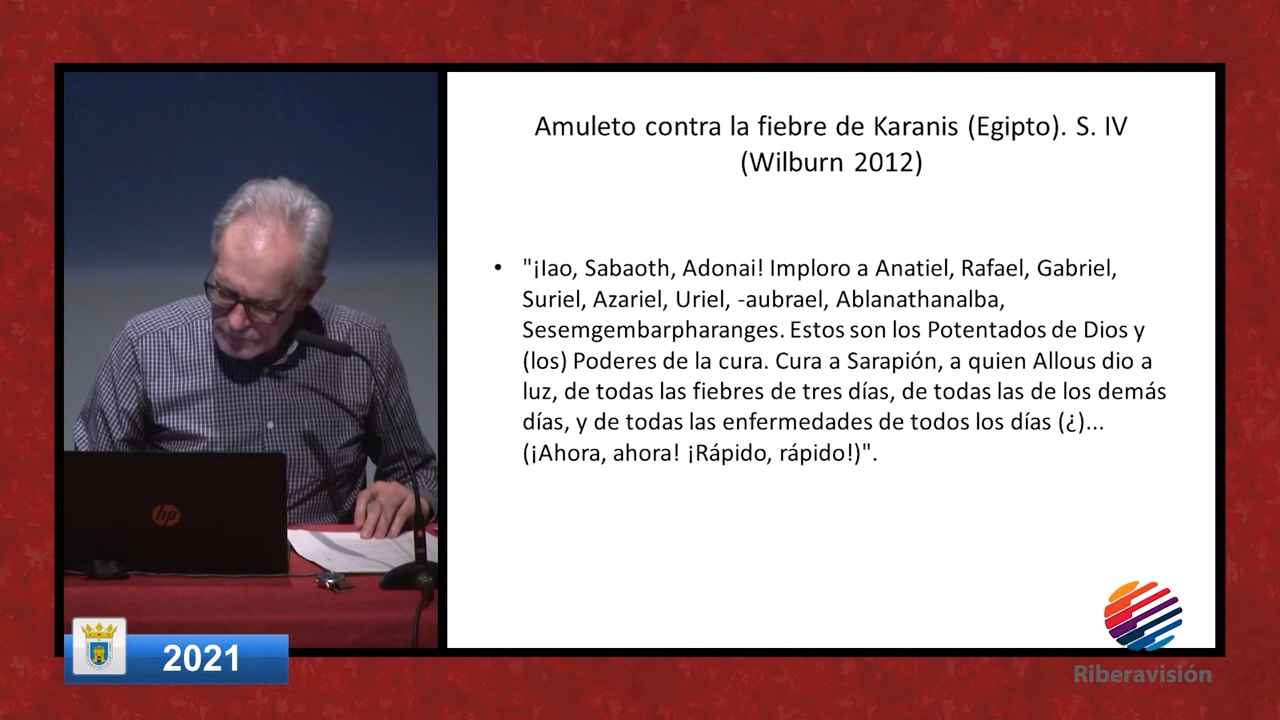 Amuleto contra la fiebre de Karanis (Egipto). S. IV
(Wilburn 2012)
• "¡Iao, Sabaoth, Adonai! Imploro a Anatiel, Rafael, Gabriel,
Suriel, Azariel, Uriel, -aubrael, Ablanathanalba,
Sesemgembarpharanges. Estos son los Potentados de Dios y
(los) Poderes de la cura. Cura a Sarapión, a quien Allous dio a
luz, de todas las fiebres de tres días, de todas las de los demás
días, y de todas las enfermedades de todos los días (¿)...
(¡Ahora, ahora! ¡Rápido, rápido!)".
hp
2021
Riberavisión